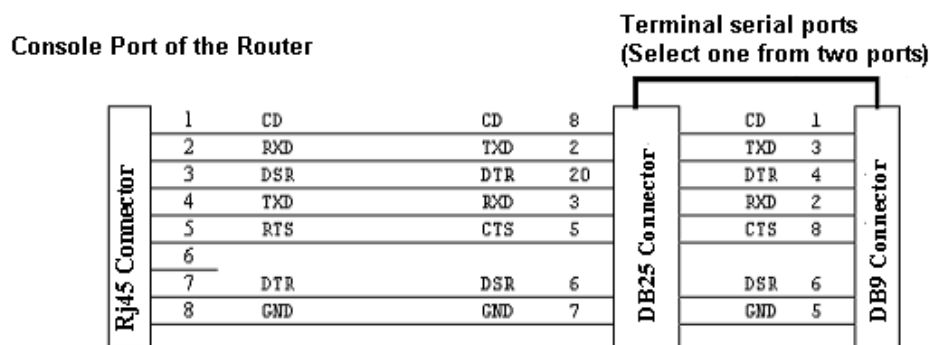 Terminal serial ports
(Select one from two ports)
Console Port of the Router
1 CD CD 8 CD 1
2 RXD TXD 2 TXD 3
3 DSR DTR 20 DTR 4
4 TXD RXD 3 RXD 2
5 RTS CTS 5 CTS 8
6
7 DTR DSR 6 DSR 6
8 GND GND 7 GND 5
Rj45 Connector
DB25 Connector
DB9 Connector